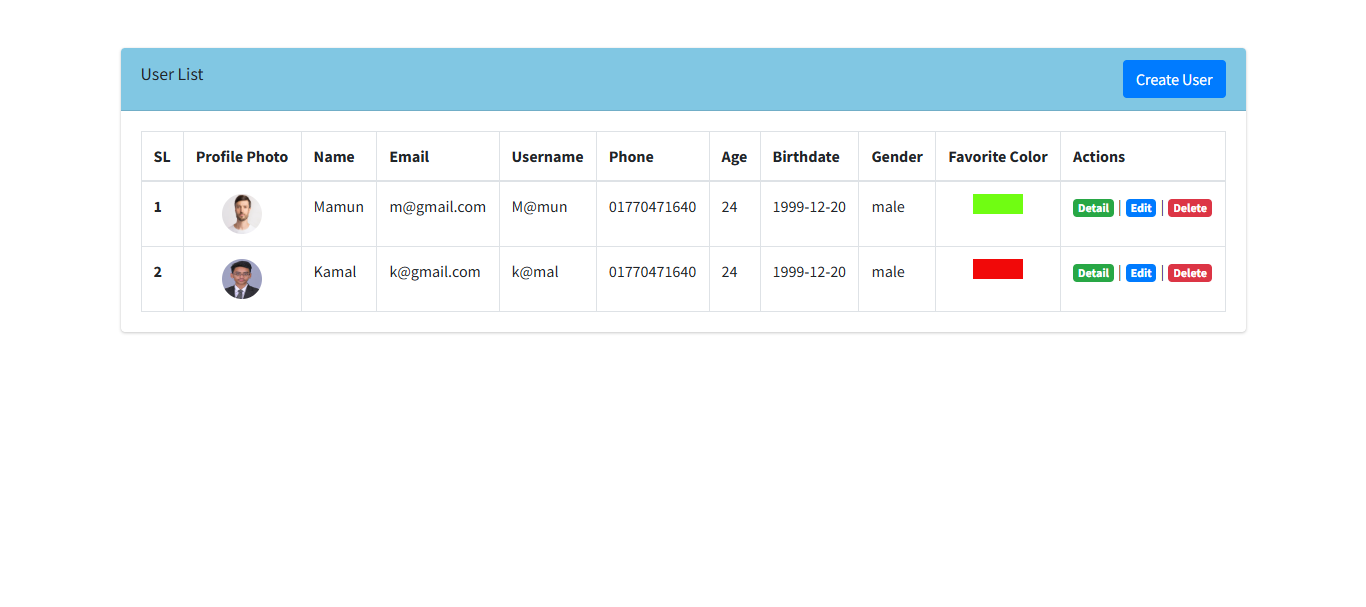 User List
Create User
SL Profile Photo Name Email Username Phone Age Birthdate Gender Favorite Color Actions
1 Mamun m@gmail.com M@mun 01770471640 24 1999-12-20 male Detail | Edit | Delete
2 Kamal k@gmail.com k@mal 01770471640 24 1999-12-20 male Detail | Edit | Delete